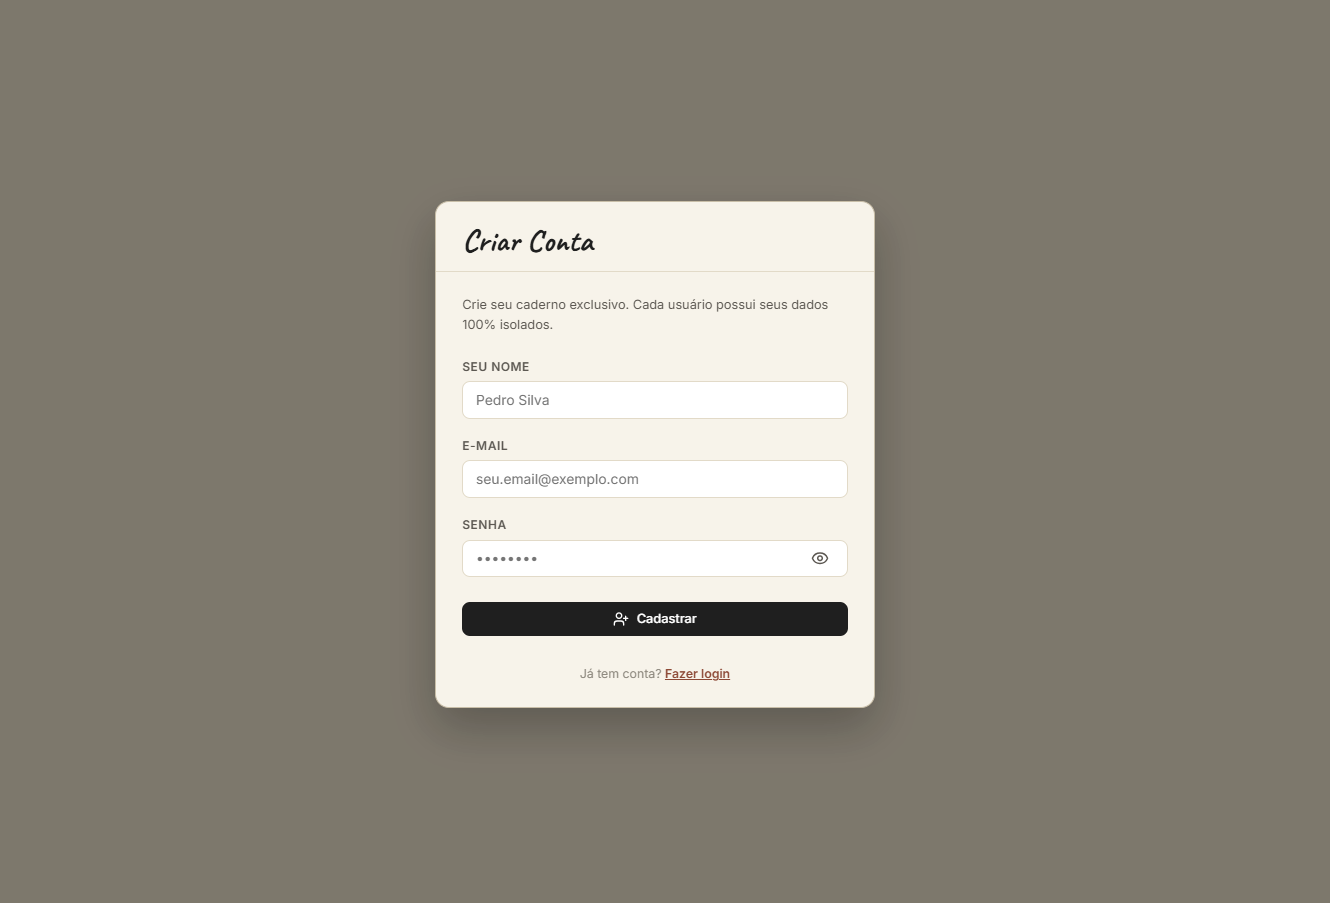 Criar Conta
Crie seu caderno exclusivo. Cada usuário possui seus dados
100% isolados.
SEU NOME
Pedro Silva
E-MAIL
seu.email@exemplo.com
SENHA
••••••••
Cadastrar
Já tem conta? Fazer login